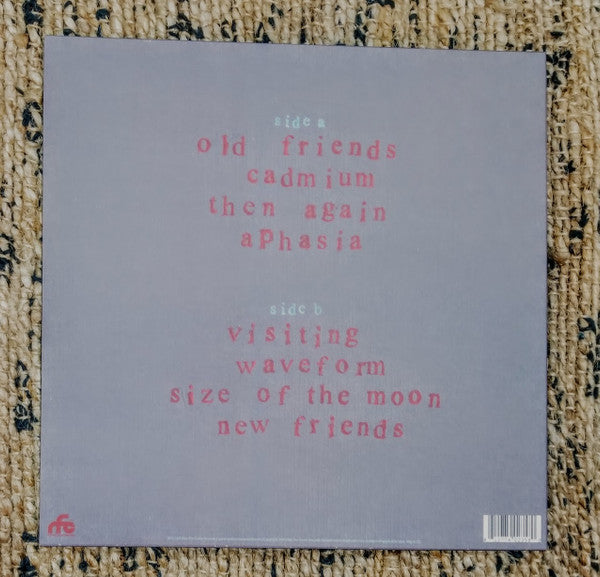 side a
old friends
cadmium
then again
aPhasia
side b
visiting
waveform
size of the moon
new friends
rfc